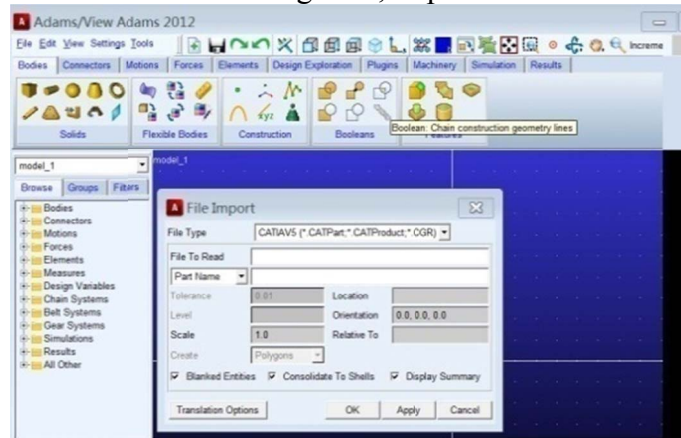 Adams/View Adams 2012
File Edit View Settings Tools
Increme
Bodies Connectors Motions Forces Elements Design Exploration Plugins Machinery Simulation Results
Solids Flexible Bodies Construction Booleans Features
Boolean: Chain construction geometry lines
model_1
model_1
Browse Groups Filters
Bodies
Connectors
Motions
Forces
Elements
Measures
Design Variables
Chain Systems
Belt Systems
Gear Systems
Simulations
Results
All Other
File Import
File Type CATIAV5 (*.CATPart;*.CATProduct;*.CGR)
File To Read
Part Name
Tolerance 0.01 Location
Level Orientation 0.0, 0.0, 0.0
Scale 1.0 Relative To
Create Polygons
Blanked Entities Consolidate To Shells Display Summary
Translation Options OK Apply Cancel